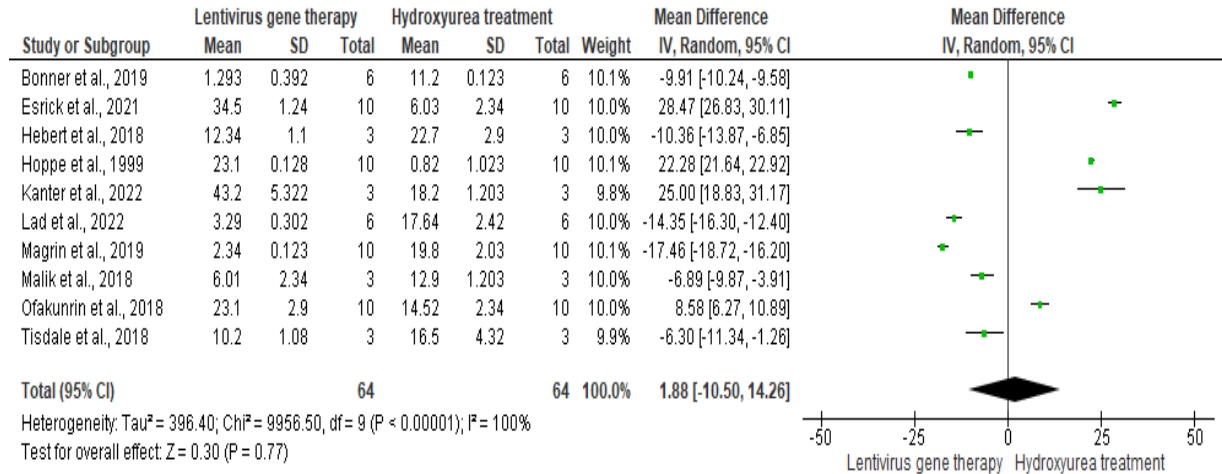 Lentivirus gene therapy Hydroxyurea treatment Mean Difference Mean Difference
Study or Subgroup Mean SD Total Mean SD Total Weight IV, Random, 95% CI IV, Random, 95% CI
Bonner et al., 2019 1.293 0.392 6 11.2 0.123 6 10.1% -9.91 [-10.24, -9.58]
Esrick et al., 2021 34.5 1.24 10 6.03 2.34 10 10.0% 28.47 [26.83, 30.11]
Hebert et al., 2018 12.34 1.1 3 22.7 2.9 3 10.0% -10.36 [-13.87, -6.85]
Hoppe et al., 1999 23.1 0.128 10 0.82 1.023 10 10.1% 22.28 [21.64, 22.92]
Kanter et al., 2022 43.2 5.322 3 18.2 1.203 3 9.8% 25.00 [18.83, 31.17]
Lad et al., 2022 3.29 0.302 6 17.64 2.42 6 10.0% -14.35 [-16.30, -12.40]
Magrin et al., 2019 2.34 0.123 10 19.8 2.03 10 10.1% -17.46 [-18.72, -16.20]
Malik et al., 2018 6.01 2.34 3 12.9 1.203 3 10.0% -6.89 [-9.87, -3.91]
Ofakunrin et al., 2018 23.1 2.9 10 14.52 2.34 10 10.0% 8.58 [6.27, 10.89]
Tisdale et al., 2018 10.2 1.08 3 16.5 4.32 3 9.9% -6.30 [-11.34, -1.26]
Total (95% CI) 64 64 100.0% 1.88 [-10.50, 14.26]
Heterogeneity: Tau² = 396.40; Chi² = 9956.50, df = 9 (P < 0.00001); I² = 100%
Test for overall effect: Z = 0.30 (P = 0.77)
-50 -25 0 25 50
Lentivirus gene therapy Hydroxyurea treatment